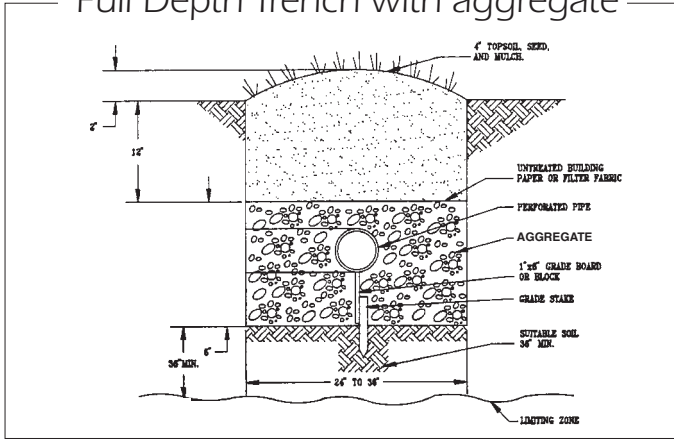 Full Depth Trench with aggregate
4" TOPSOIL, SEED,
AND MULCH.
2"
12"
UNTREATED BUILDING
PAPER OR FILTER FABRIC
PERFORATED PIPE
AGGREGATE
1"x6" GRADE BOARD
OR BLOCK
GRADE STAKE
SUITABLE SOIL
36" MIN.
6"
36" MIN.
24" TO 36"
LIMITING ZONE